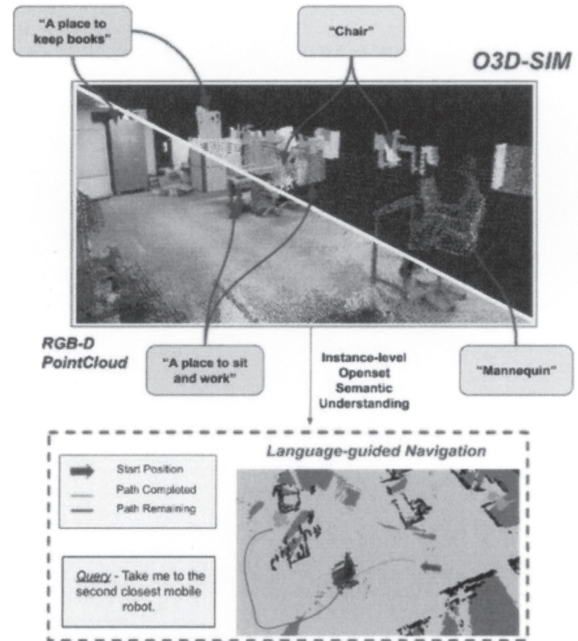 "A place to
keep books"
"Chair"
O3D-SIM
RGB-D
PointCloud
"A place to sit
and work"
Instance-level
Openset
Semantic
Understanding
"Mannequin"
Language-guided Navigation
Start Position
Path Completed
Path Remaining
Query - Take me to the
second closest mobile
robot.